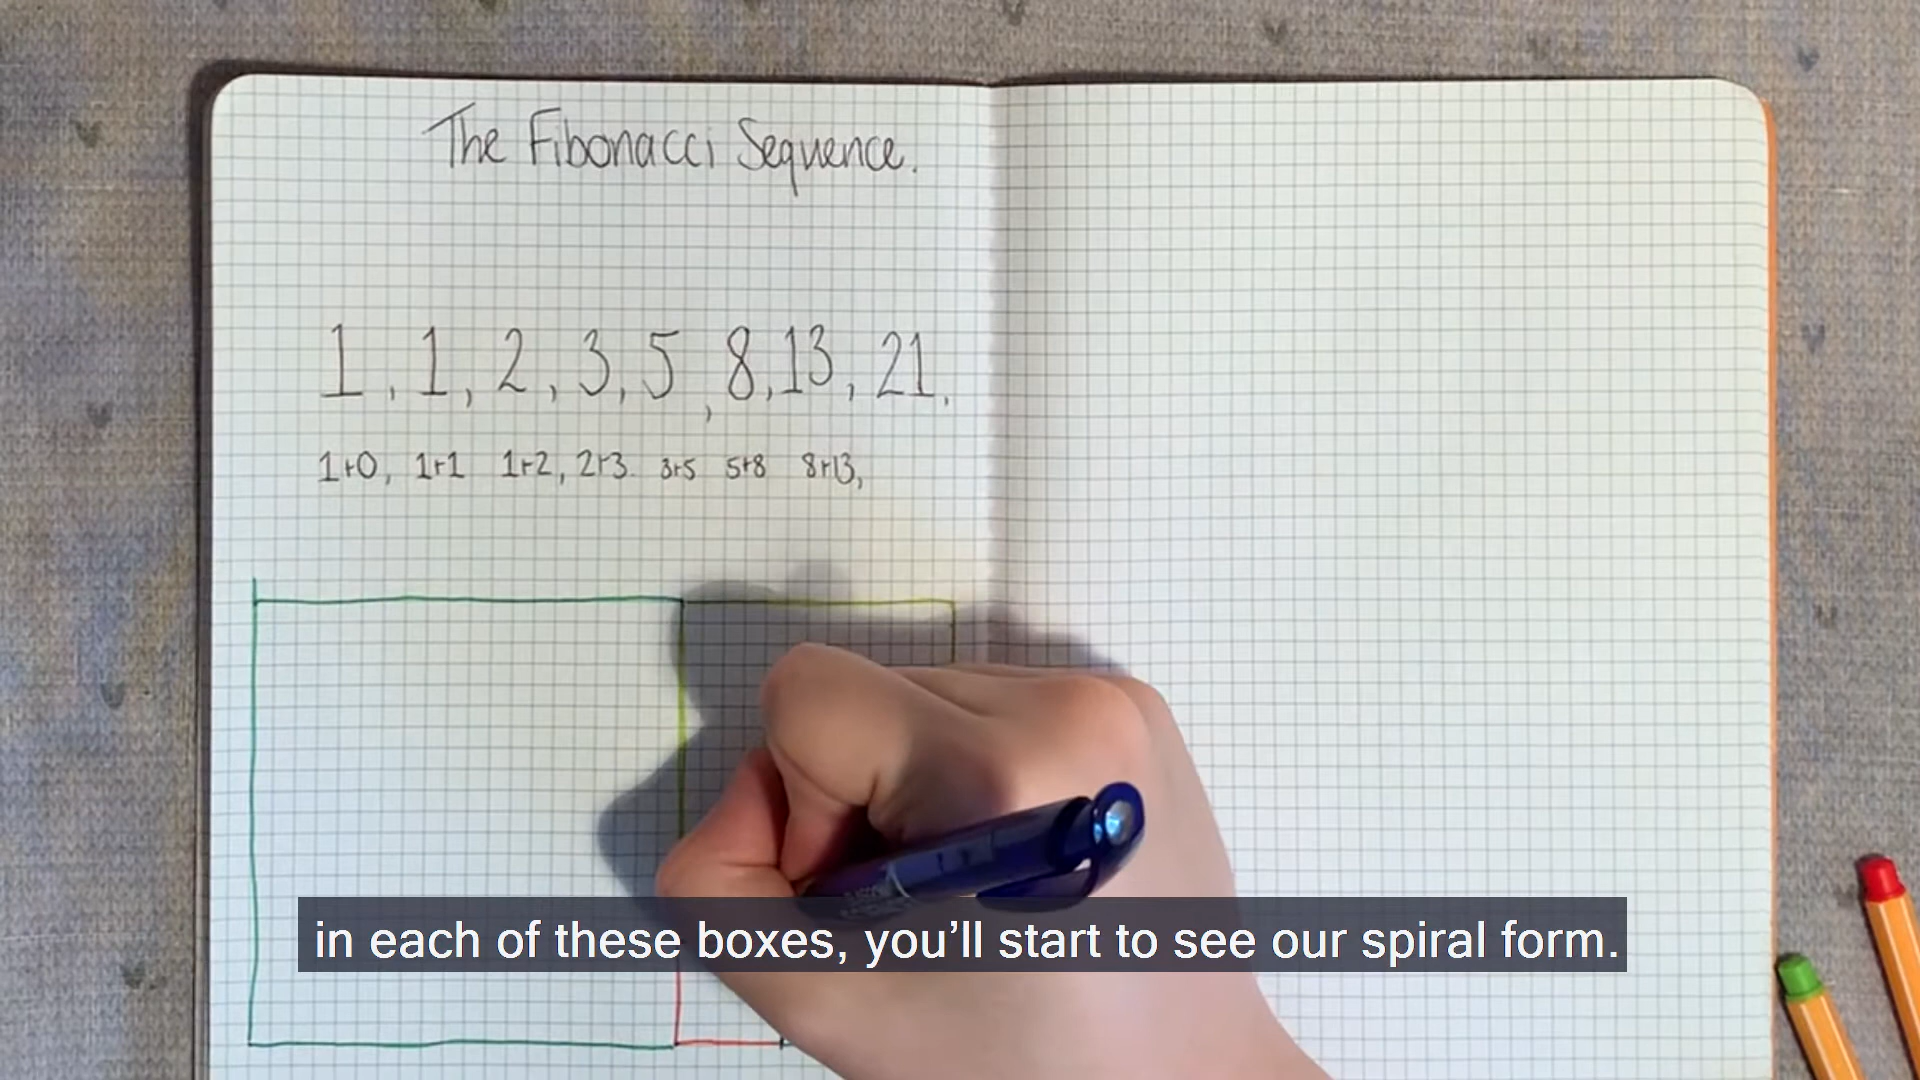 The Fibonacci Sequence.
1, 1, 2, 3, 5, 8, 13, 21,
1+0, 1+1 1+2, 2+3. 3+5 5+8 8+13,
in each of these boxes, you’ll start to see our spiral form.